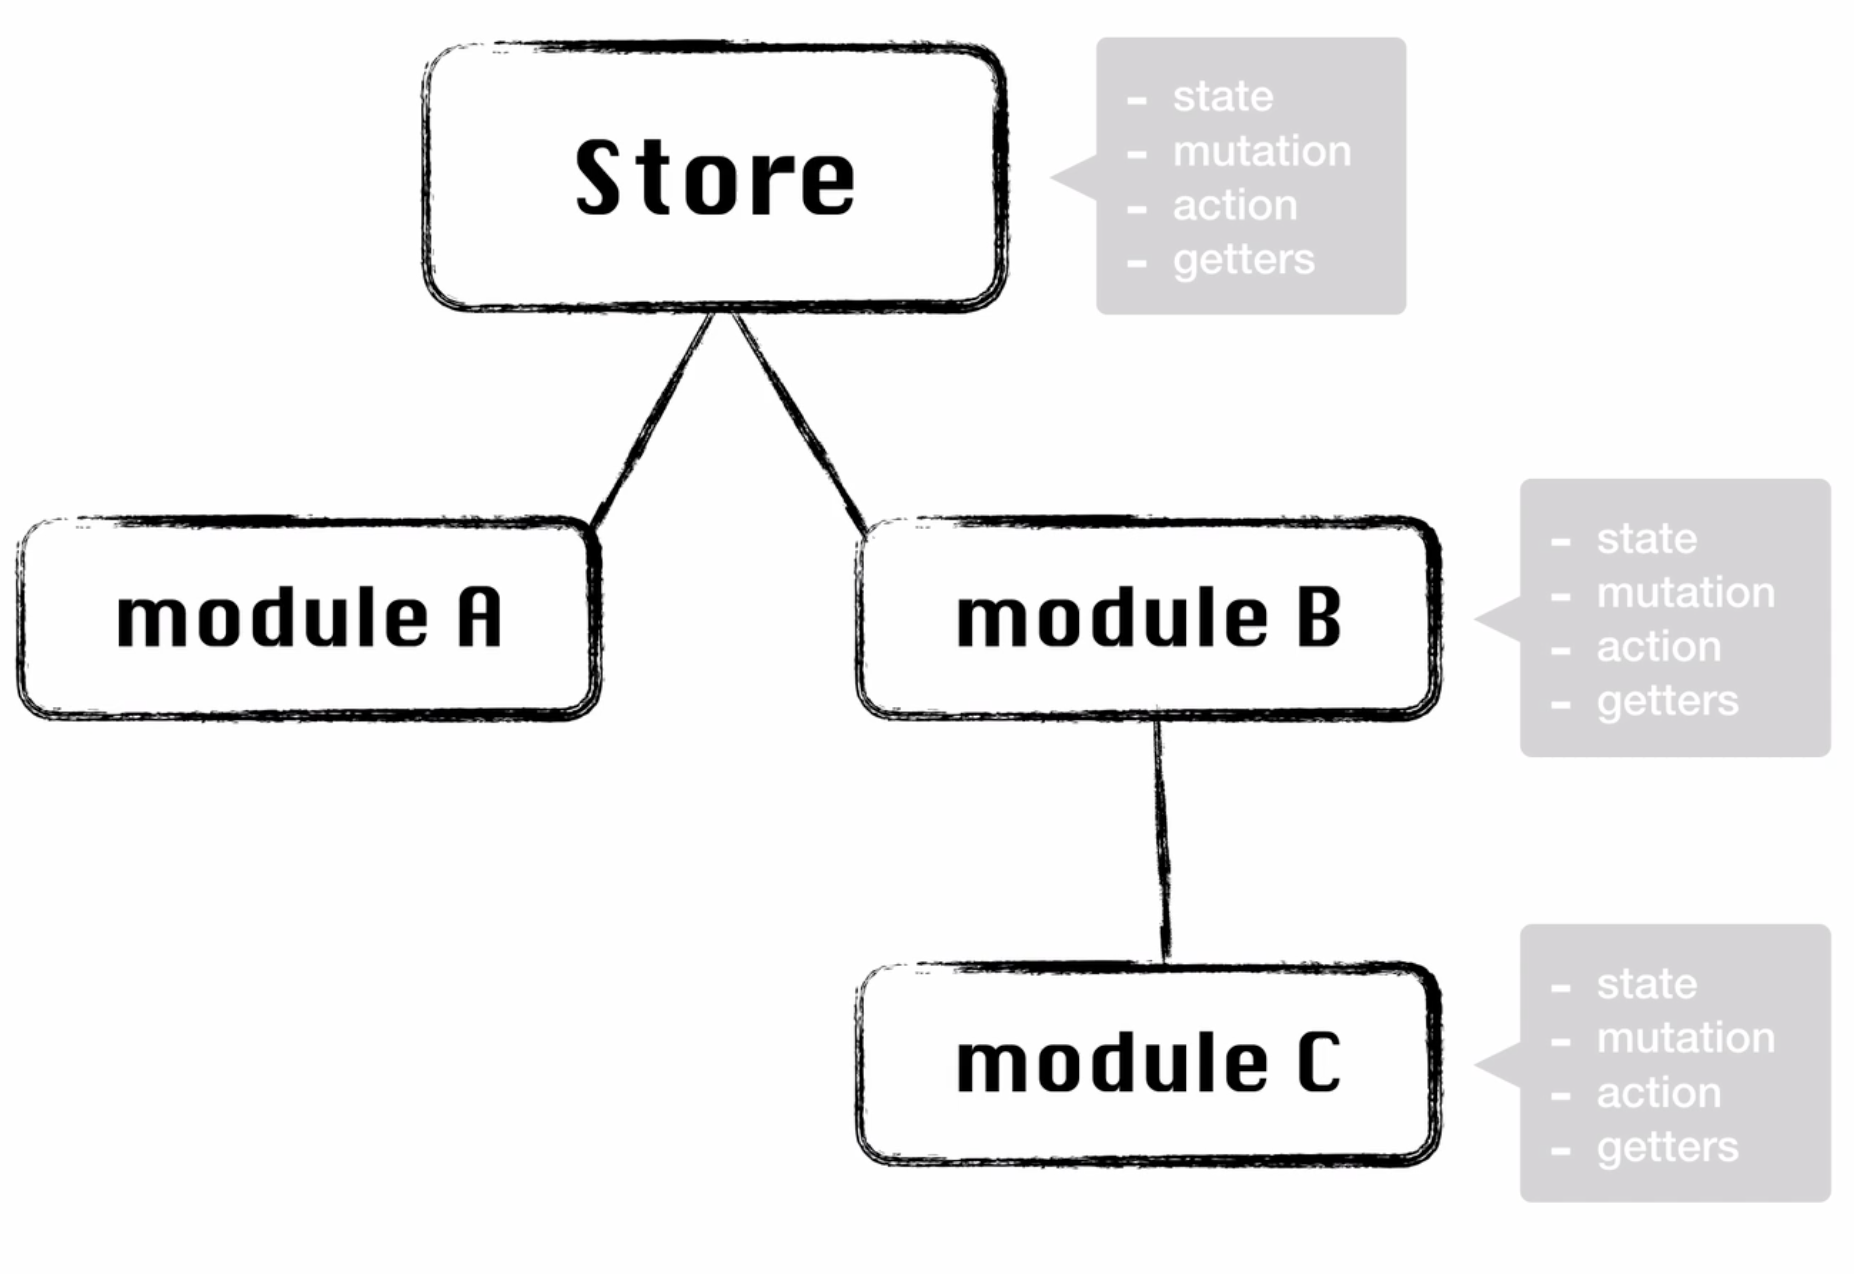 Store
- state
- mutation
- action
- getters
module A
module B
- state
- mutation
- action
- getters
module C
- state
- mutation
- action
- getters